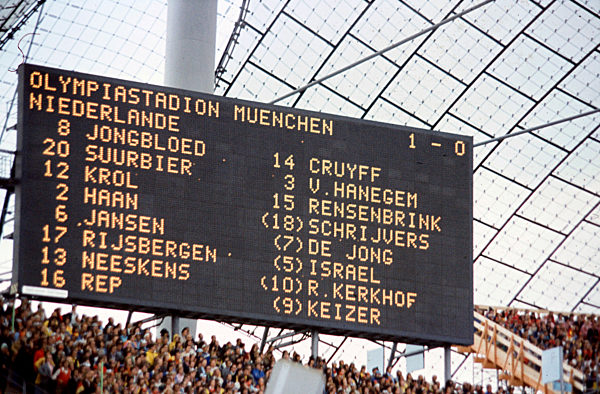 OLYMPIASTADION MUENCHEN
NIEDERLANDE 1 - 0
8 JONGBLOED
20 SUURBIER
12 KROL
2 HAAN
6 JANSEN
17 RIJSBERGEN
13 NEESKENS
16 REP
14 CRUYFF
3 V.HANEGEM
15 RENSENBRINK
(18) SCHRIJVERS
(7) DE JONG
(5) ISRAEL
(10) R.KERKHOF
(9) KEIZER